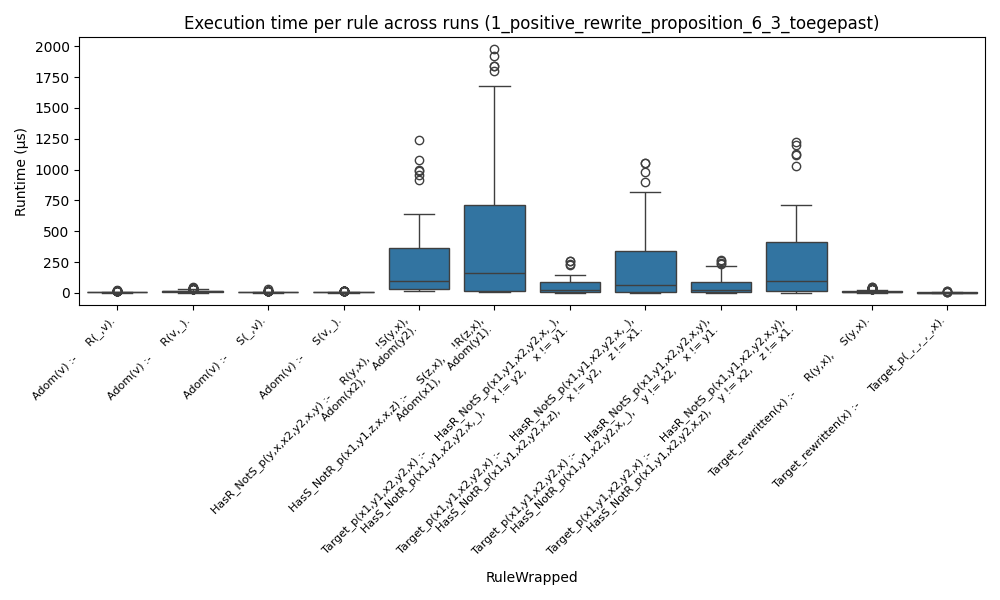 Execution time per rule across runs (1_positive_rewrite_proposition_6_3_toegepast)
Runtime (µs)
2000
1750
1500
1250
1000
750
500
250
0
Adom(v) :-    R(_,v).
Adom(v) :-    R(v,_).
Adom(v) :-    S(_,v).
Adom(v) :-    S(v,_).
HasR_NotS_p(y,x,x2,y2,x,y) :-    R(y,x),    !S(y,x),
Adom(x2),    Adom(y2).
HasS_NotR_p(x1,y1,z,x,x,z) :-    S(z,x),    !R(z,x),
Adom(x1),    Adom(y1).
Target_p(x1,y1,x2,y2,x) :-    HasR_NotS_p(x1,y1,x2,y2,x,_),
HasS_NotR_p(x1,y1,x2,y2,x,_),    x != y2,    x != y1.
Target_p(x1,y1,x2,y2,x) :-    HasR_NotS_p(x1,y1,x2,y2,x,_),
HasS_NotR_p(x1,y1,x2,y2,x,z),    x != y2,    z != x1.
Target_p(x1,y1,x2,y2,x) :-    HasR_NotS_p(x1,y1,x2,y2,x,y),
HasS_NotR_p(x1,y1,x2,y2,x,_),    y != x2,    x != y1.
Target_p(x1,y1,x2,y2,x) :-    HasR_NotS_p(x1,y1,x2,y2,x,y),
HasS_NotR_p(x1,y1,x2,y2,x,z),    y != x2,    z != x1.
Target_rewritten(x) :-    R(y,x),    S(y,x).
Target_rewritten(x) :-    Target_p(_,_,_,_,x).
RuleWrapped